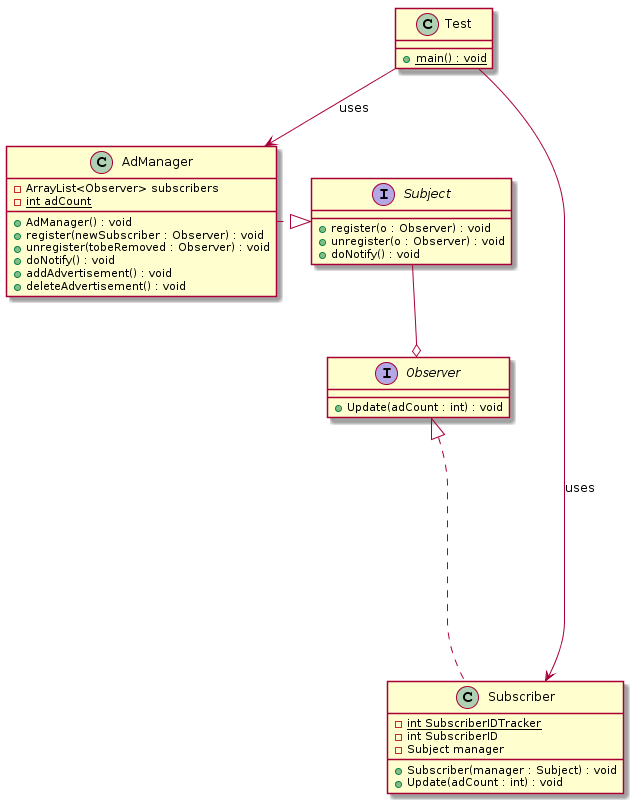 C Test
main() : void
uses
C AdManager
ArrayList<Observer> subscribers
int adCount
AdManager() : void
register(newSubscriber : Observer) : void
unregister(tobeRemoved : Observer) : void
doNotify() : void
addAdvertisement() : void
deleteAdvertisement() : void
I Subject
register(o : Observer) : void
unregister(o : Observer) : void
doNotify() : void
I Observer
Update(adCount : int) : void
uses
C Subscriber
int SubscriberIDTracker
int SubscriberID
Subject manager
Subscriber(manager : Subject) : void
Update(adCount : int) : void